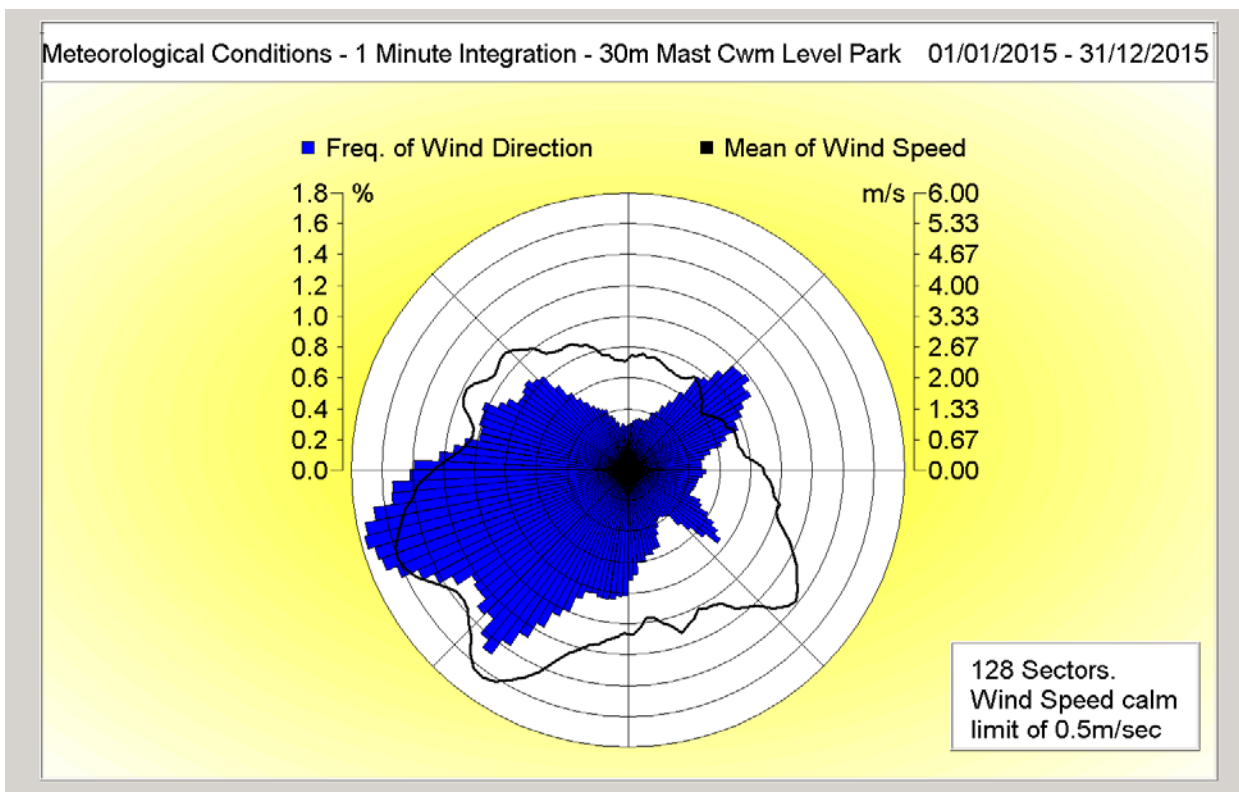 Meteorological Conditions - 1 Minute Integration - 30m Mast Cwm Level Park 01/01/2015 - 31/12/2015
Freq. of Wind Direction
Mean of Wind Speed
1.8 %
1.6
1.4
1.2
1.0
0.8
0.6
0.4
0.2
0.0
m/s 6.00
5.33
4.67
4.00
3.33
2.67
2.00
1.33
0.67
0.00
128 Sectors.
Wind Speed calm
limit of 0.5m/sec